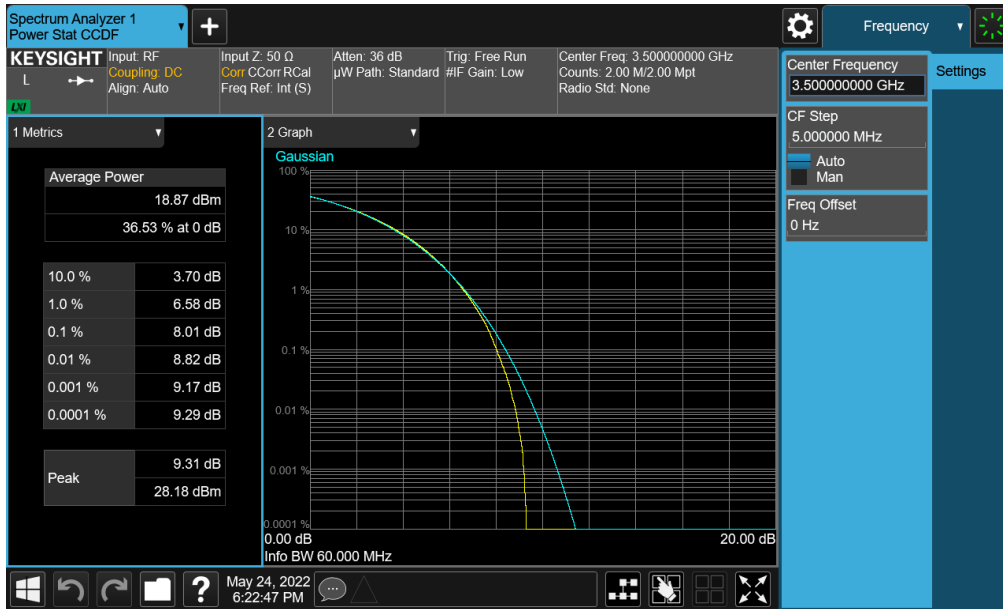 Spectrum Analyzer 1
Power Stat CCDF
+
Frequency
KEYSIGHT
L
LXI
Input: RF
Coupling: DC
Align: Auto
Input Z: 50 Ω
Corr CCorr RCal
Freq Ref: Int (S)
Atten: 36 dB
µW Path: Standard
Trig: Free Run
#IF Gain: Low
Center Freq: 3.500000000 GHz
Counts: 2.00 M/2.00 Mpt
Radio Std: None
Center Frequency
3.500000000 GHz
Settings
CF Step
5.000000 MHz
Auto
Man
Freq Offset
0 Hz
1 Metrics
Average Power
18.87 dBm
36.53 % at 0 dB
10.0 % 3.70 dB
1.0 % 6.58 dB
0.1 % 8.01 dB
0.01 % 8.82 dB
0.001 % 9.17 dB
0.0001 % 9.29 dB
Peak
9.31 dB
28.18 dBm
2 Graph
Gaussian
100 %
10 %
1 %
0.1 %
0.01 %
0.001 %
0.0001 %
0.00 dB 20.00 dB
Info BW 60.000 MHz
?
May 24, 2022
6:22:47 PM